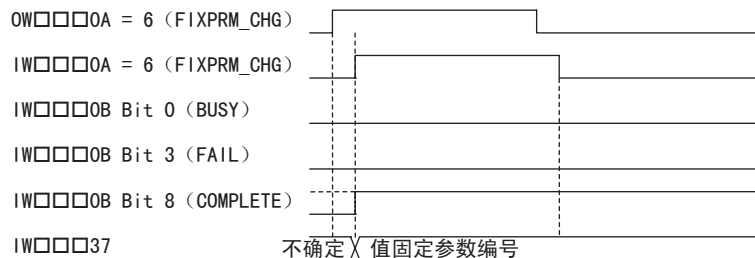 OW□□□0A = 6（FIXPRM_CHG）
IW□□□0A = 6（FIXPRM_CHG）
IW□□□0B Bit 0（BUSY）
IW□□□0B Bit 3（FAIL）
IW□□□0B Bit 8（COMPLETE）
IW□□□37 不确定 值固定参数编号